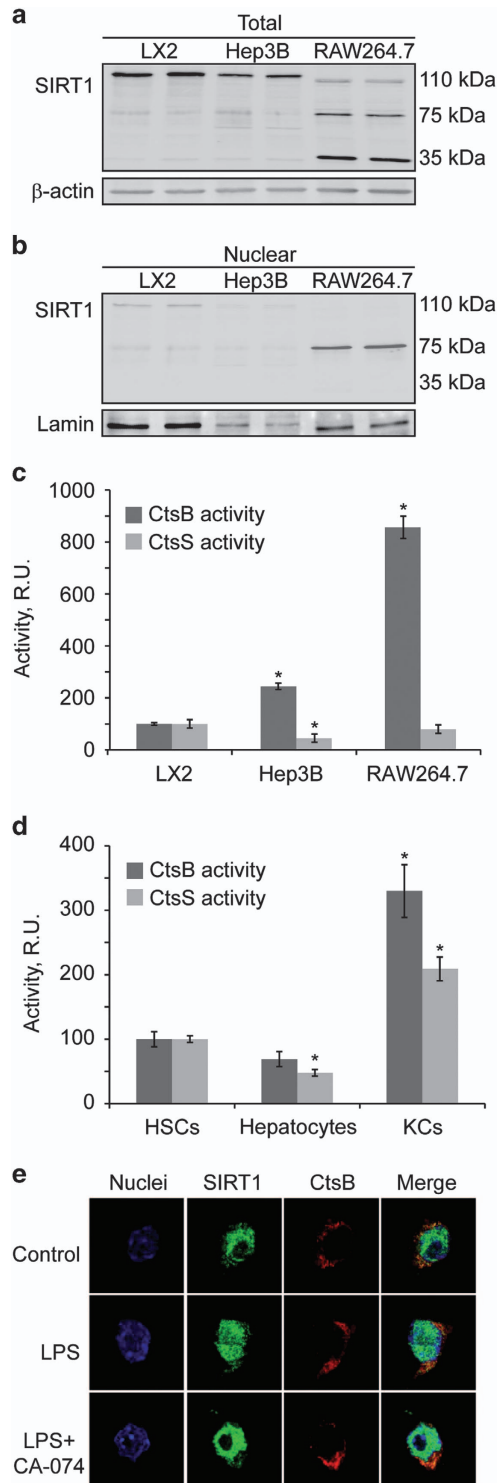 a
Total
LX2 Hep3B RAW264.7
SIRT1
110 kDa
75 kDa
35 kDa
β-actin
b
Nuclear
LX2 Hep3B RAW264.7
SIRT1
110 kDa
75 kDa
35 kDa
Lamin
c
Activity, R.U.
1000
800
600
400
200
0
CtsB activity
CtsS activity
*
*
*
LX2 Hep3B RAW264.7
d
Activity, R.U.
400
300
200
100
0
CtsB activity
CtsS activity
*
*
*
HSCs Hepatocytes KCs
e
Nuclei SIRT1 CtsB Merge
Control
LPS
LPS+
CA-074